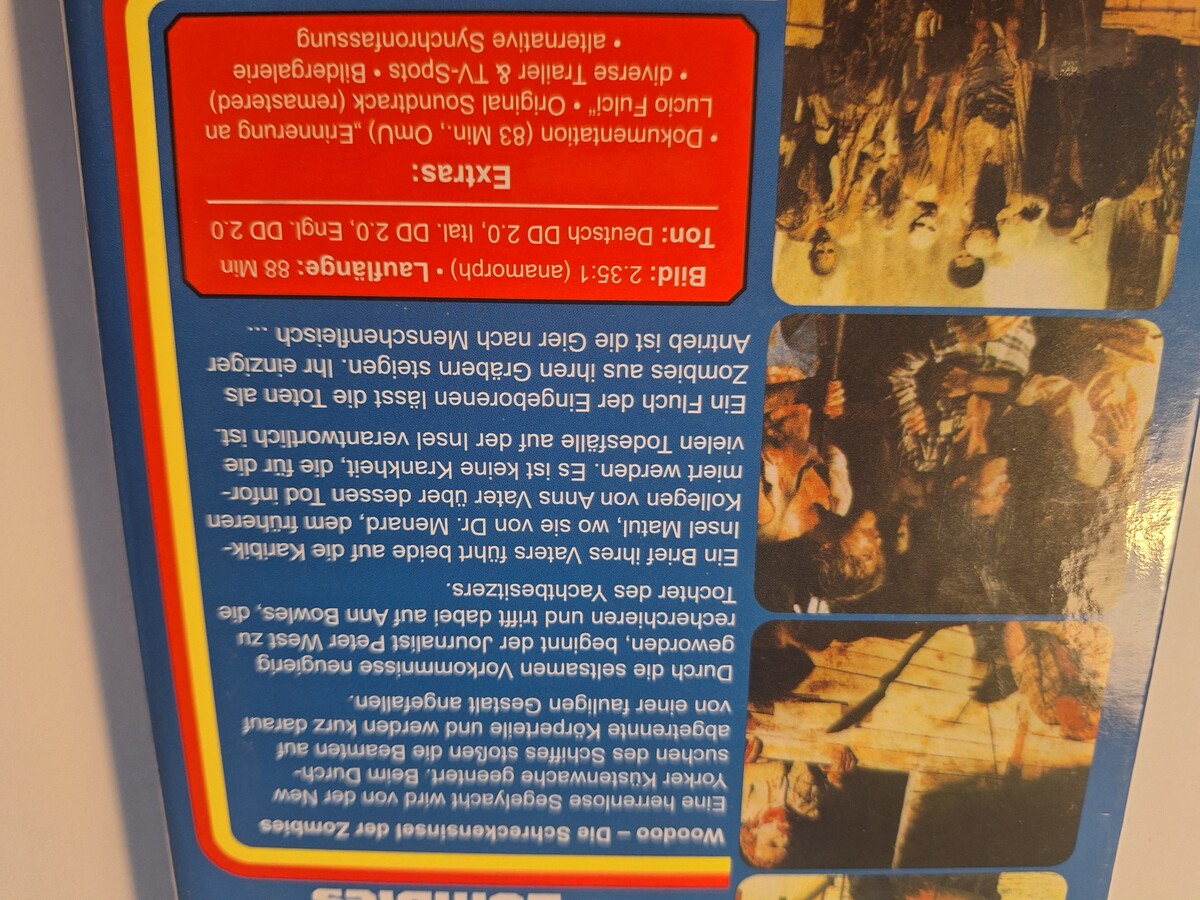 Zombies
Woodoo – Die Schreckensinsel der Zombies
Eine herrenlose Segelyacht wird von der New
Yorker Küstenwache geentert. Beim Durch-
suchen des Schiffes stoßen die Beamten auf
abgetrennte Körperteile und werden kurz darauf
von einer fauligen Gestalt angefallen.
Durch die seltsamen Vorkommnisse neugierig
geworden, beginnt der Journalist Peter West zu
recherchieren und trifft dabei auf Ann Bowles, die
Tochter des Yachtbesitzers.
Ein Brief ihres Vaters führt beide auf die Karibik-
Insel Matul, wo sie von Dr. Menard, dem früheren
Kollegen von Anns Vater über dessen Tod infor-
miert werden. Es ist keine Krankheit, die für die
vielen Todesfälle auf der Insel verantwortlich ist.
Ein Fluch der Eingeborenen lässt die Toten als
Zombies aus ihren Gräbern steigen. Ihr einziger
Antrieb ist die Gier nach Menschenfleisch ...
Bild: 2.35:1 (anamorph) • Lauflänge: 88 Min
Ton: Deutsch DD 2.0, Ital. DD 2.0, Engl. DD 2.0
Extras:
• Dokumentation (83 Min., OmU) „Erinnerung an
Lucio Fulci" • Original Soundtrack (remastered)
• diverse Trailer & TV-Spots • Bildergalerie
• alternative Synchronfassung